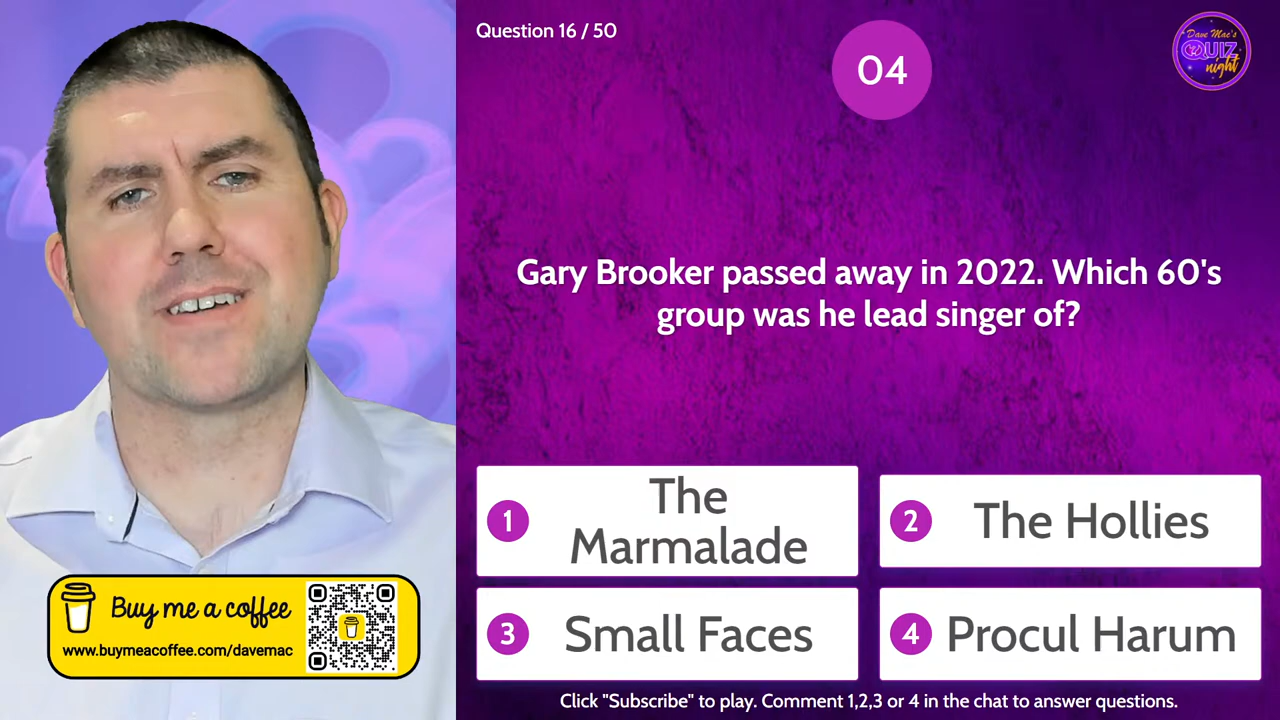 Question 16 / 50
04
Dave Mac's
QUIZ
night
Gary Brooker passed away in 2022. Which 60's
group was he lead singer of?
1
The
Marmalade
2
The Hollies
3
Small Faces
4
Procul Harum
Buy me a coffee
www.buymeacoffee.com/davemac
Click "Subscribe" to play. Comment 1,2,3 or 4 in the chat to answer questions.